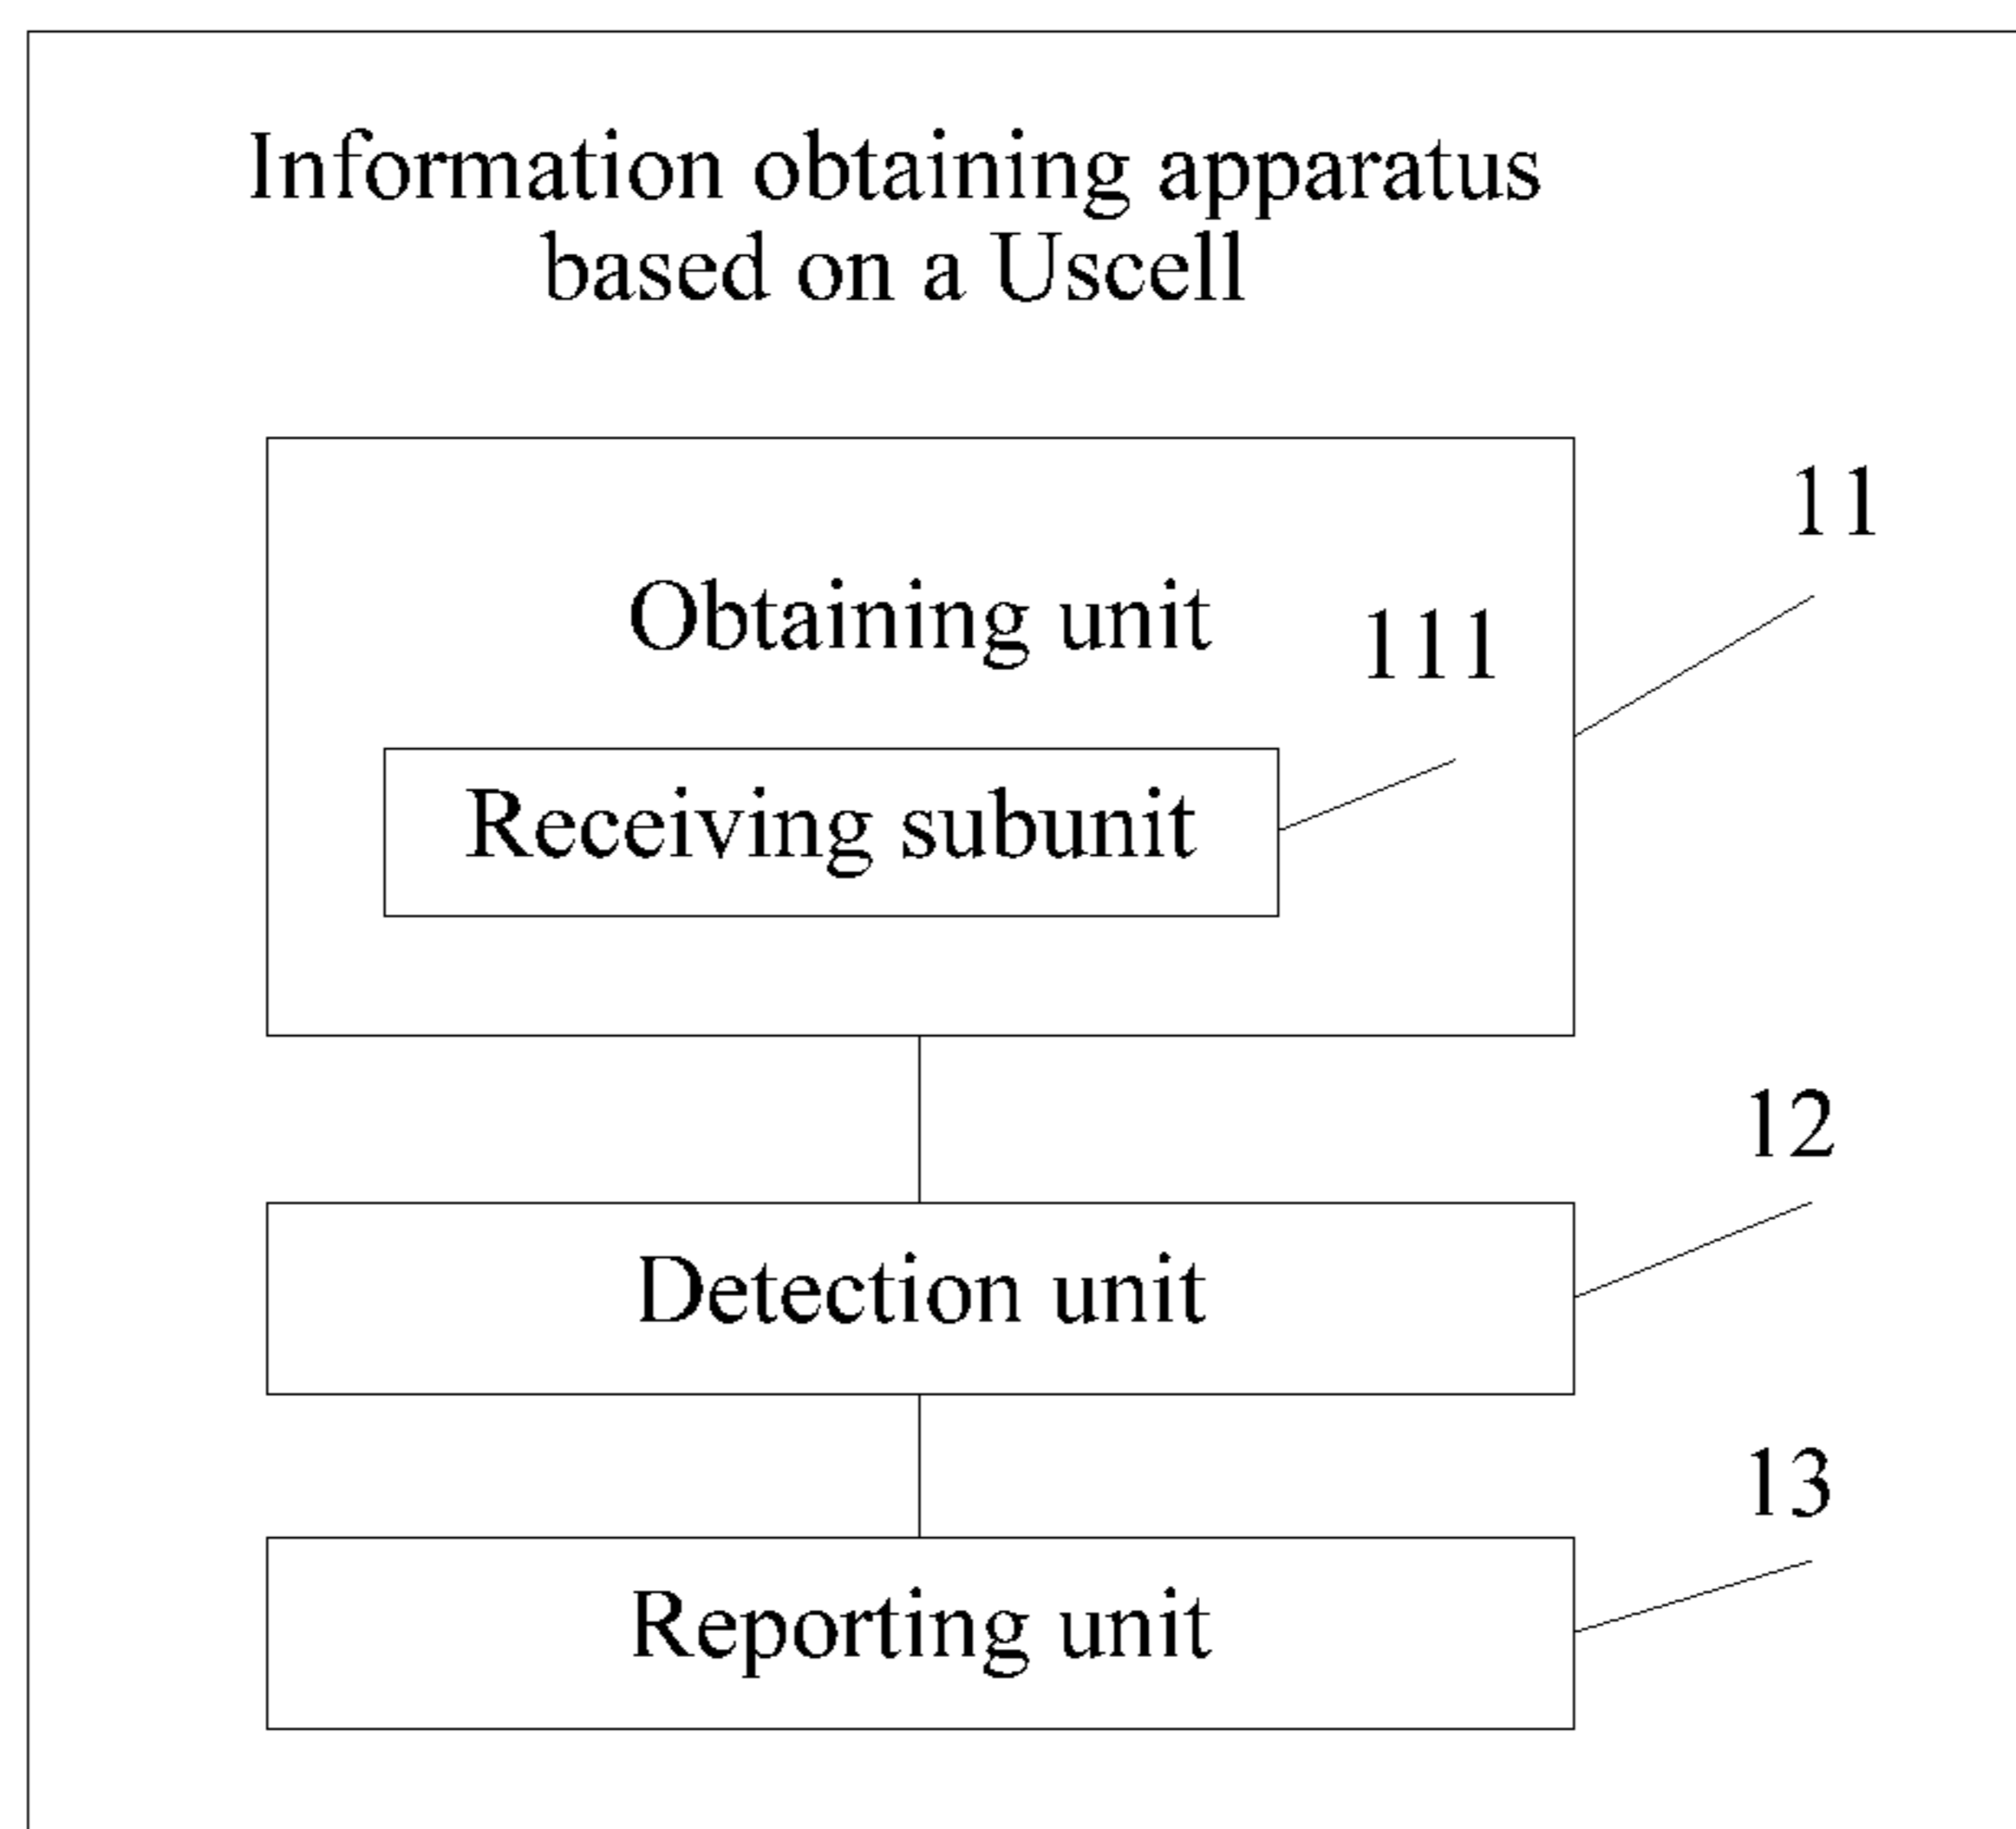 Information obtaining apparatus
based on a Uscell
11
Obtaining unit
111
Receiving subunit
12
Detection unit
13
Reporting unit